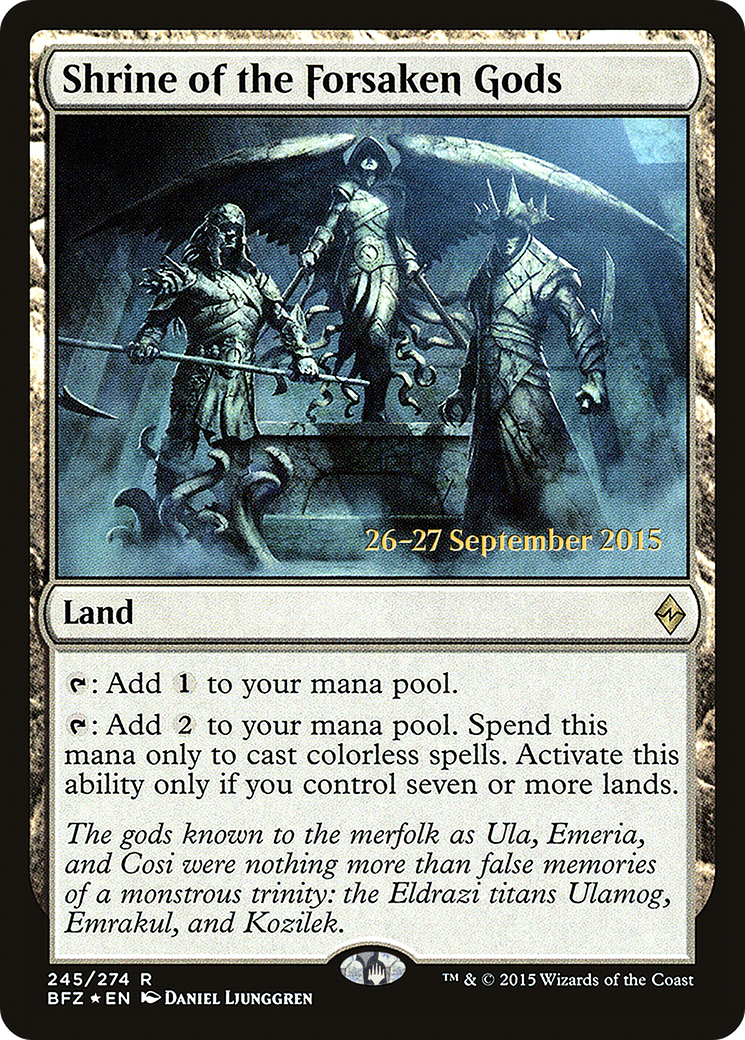 Shrine of the Forsaken Gods
26–27 September 2015
Land
: Add 1 to your mana pool.
: Add 2 to your mana pool. Spend this
mana only to cast colorless spells. Activate this
ability only if you control seven or more lands.
The gods known to the merfolk as Ula, Emeria,
and Cosi were nothing more than false memories
of a monstrous trinity: the Eldrazi titans Ulamog,
Emrakul, and Kozilek.
245/274 R
BFZ ★ EN Daniel Ljunggren
™ & © 2015 Wizards of the Coast